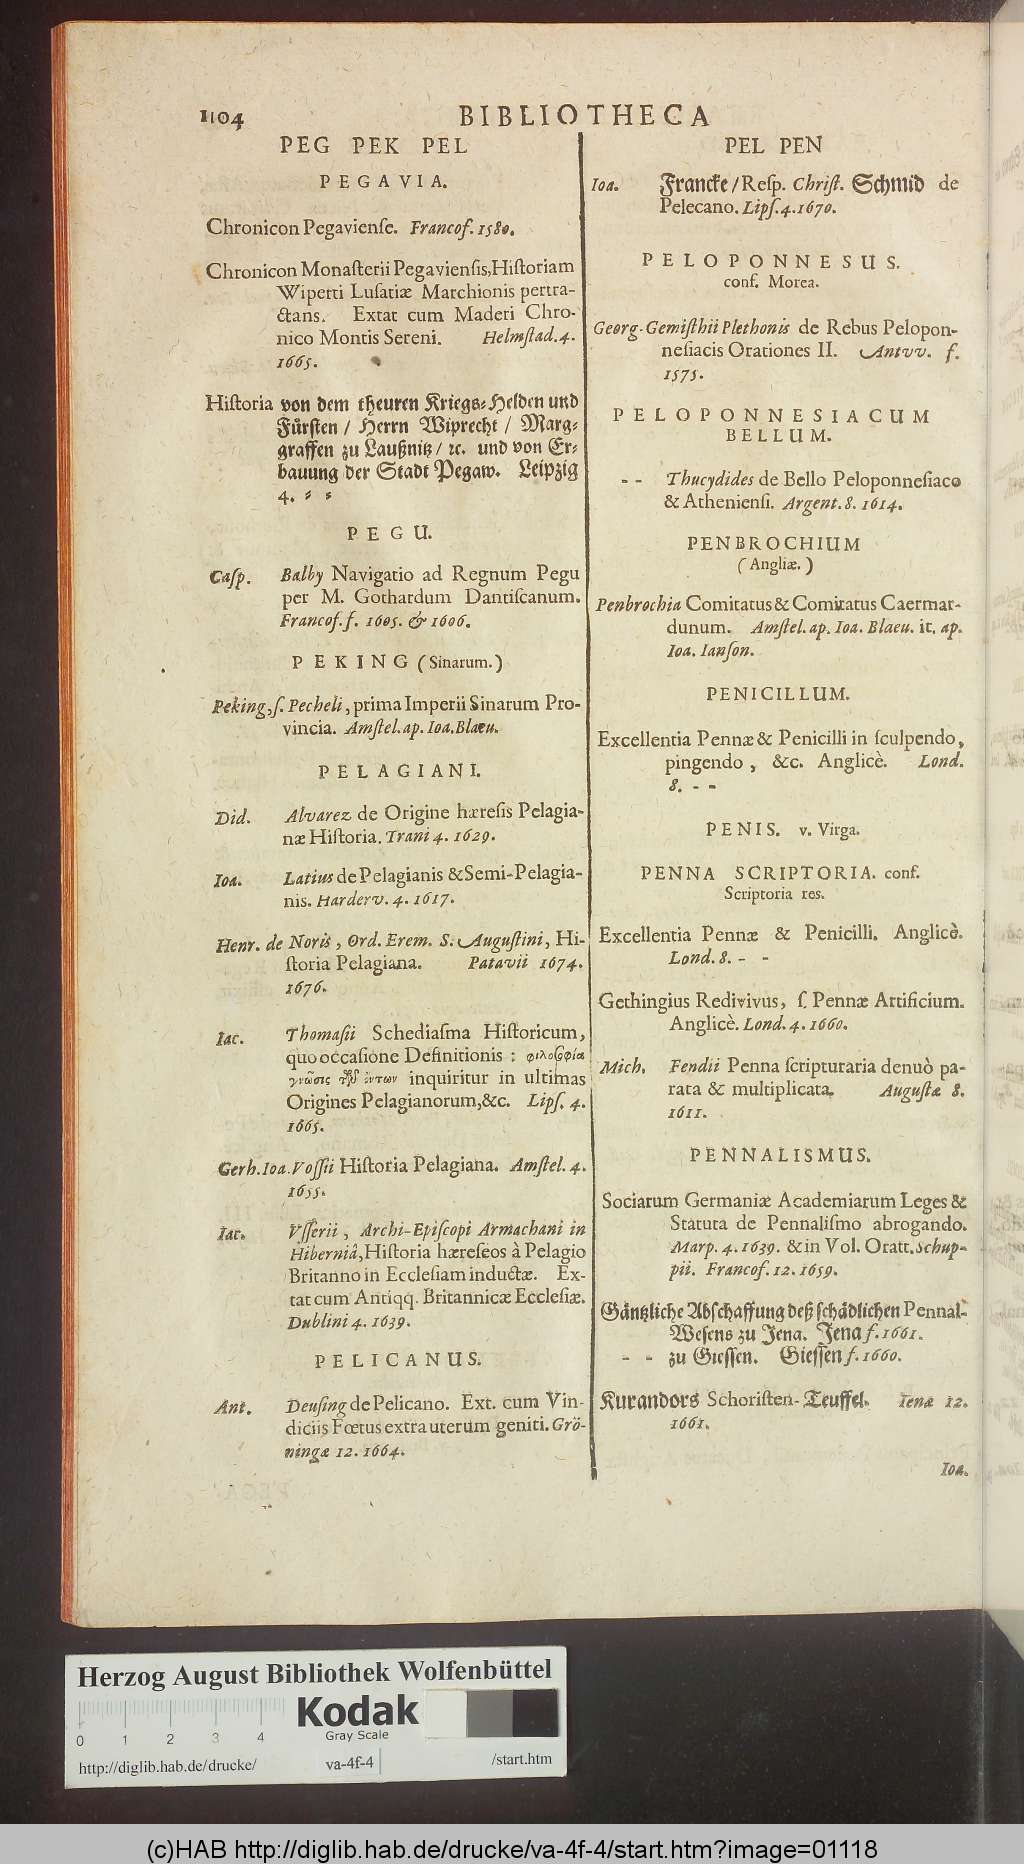 1104
BIBLIOTHECA
PEG PEK PEL
PEGAVIA.
Chronicon Pegavienſe. Francof. 1580.
Chronicon Monaſterii Pegavienſis, Hiſtoriam
Wiperti Luſatiæ Marchionis pertra-
ctans. Extat cum Maderi Chro-
nico Montis Sereni. Helmſtad. 4.
1665.
Hiſtoria von dem theuren Kriegs-Helden und
Fürſten / Herrn Wiprecht / Marg-
graffen zu Laußnitz / ꝛc. und von Er-
bauung der Stadt Pegaw. Leipzig
4. - -
PEGU.
Caſp. Balby Navigatio ad Regnum Pegu
per M. Gothardum Dantiſcanum.
Francof. f. 1605. & 1606.
PEKING (Sinarum.)
Peking, ſ. Pecheli, prima Imperii Sinarum Pro-
vincia. Amſtel. ap. Ioa. Blaeu.
PELAGIANI.
Did. Alvarez de Origine hæreſis Pelagia-
næ Hiſtoria. Trani 4. 1629.
Ioa. Latius de Pelagianis & Semi-Pelagia-
nis. Harderv. 4. 1617.
Henr. de Noris, Ord. Erem. S. Auguſtini, Hi-
ſtoria Pelagiana. Patavii 1674.
1676.
Iac. Thomaſii Schediaſma Hiſtoricum,
quo occaſione Definitionis : φιλοσοφία
γνῶσις τῶν ὄντων inquiritur in ultimas
Origines Pelagianorum, &c. Lipſ. 4.
1665.
Gerh. Ioa. Voſſii Hiſtoria Pelagiana. Amſtel. 4.
1655.
Iac. Vſſerii, Archi-Epiſcopi Armachani in
Hiberniâ, Hiſtoria hæreſeos à Pelagio
Britanno in Eccleſiam inductæ. Ex-
tat cum Antiqq. Britannicæ Eccleſiæ.
Dublini 4. 1639.
PELICANUS.
Ant. Deuſing de Pelicano. Ext. cum Vin-
diciis Fœtus extra uterum geniti. Grö-
ningæ 12. 1664.
PEL PEN
Ioa. Francke / Reſp. Chriſt. Schmid de
Pelecano. Lipſ. 4. 1670.
PELOPONNESUS.
conf. Morea.
Georg. Gemiſthii Plethonis de Rebus Pelopon-
neſiacis Orationes II. Antvv. f.
1575.
PELOPONNESIACUM
BELLUM.
- - Thucydides de Bello Peloponneſiaco
& Athenienſi. Argent. 8. 1614.
PENBROCHIUM
(Angliæ.)
Penbrochia Comitatus & Comitatus Caermar-
dunum. Amſtel. ap. Ioa. Blaeu. it. ap.
Ioa. Ianſon.
PENICILLUM.
Excellentia Pennæ & Penicilli in ſculpendo,
pingendo, &c. Anglicè. Lond.
8. - -
PENIS. v. Virga.
PENNA SCRIPTORIA. conf.
Scriptoria res.
Excellentia Pennæ & Penicilli. Anglicè.
Lond. 8. - -
Gethingius Redivivus, ſ. Pennæ Artificium.
Anglicè. Lond. 4. 1660.
Mich. Fendii Penna ſcripturaria denuò pa-
rata & multiplicata. Auguſtæ 8.
1611.
PENNALISMUS.
Sociarum Germaniæ Academiarum Leges &
Statuta de Pennaliſmo abrogando.
Marp. 4. 1639. & in Vol. Oratt. Schup-
pii. Francof. 12. 1659.
Gäntzliche Abſchaffung deß ſchädlichen Pennal-
Weſens zu Jena. Jena f. 1661.
- - zu Gieſſen. Gieſſen f. 1660.
Kurandors Schoriſten-Teuffel. Ienæ 12.
1661.
Ioa.
Herzog August Bibliothek Wolfenbüttel
Kodak
Gray Scale
0 1 2 3 4
http://diglib.hab.de/drucke/ va-4f-4 /start.htm
(c)HAB http://diglib.hab.de/drucke/va-4f-4/start.htm?image=01118